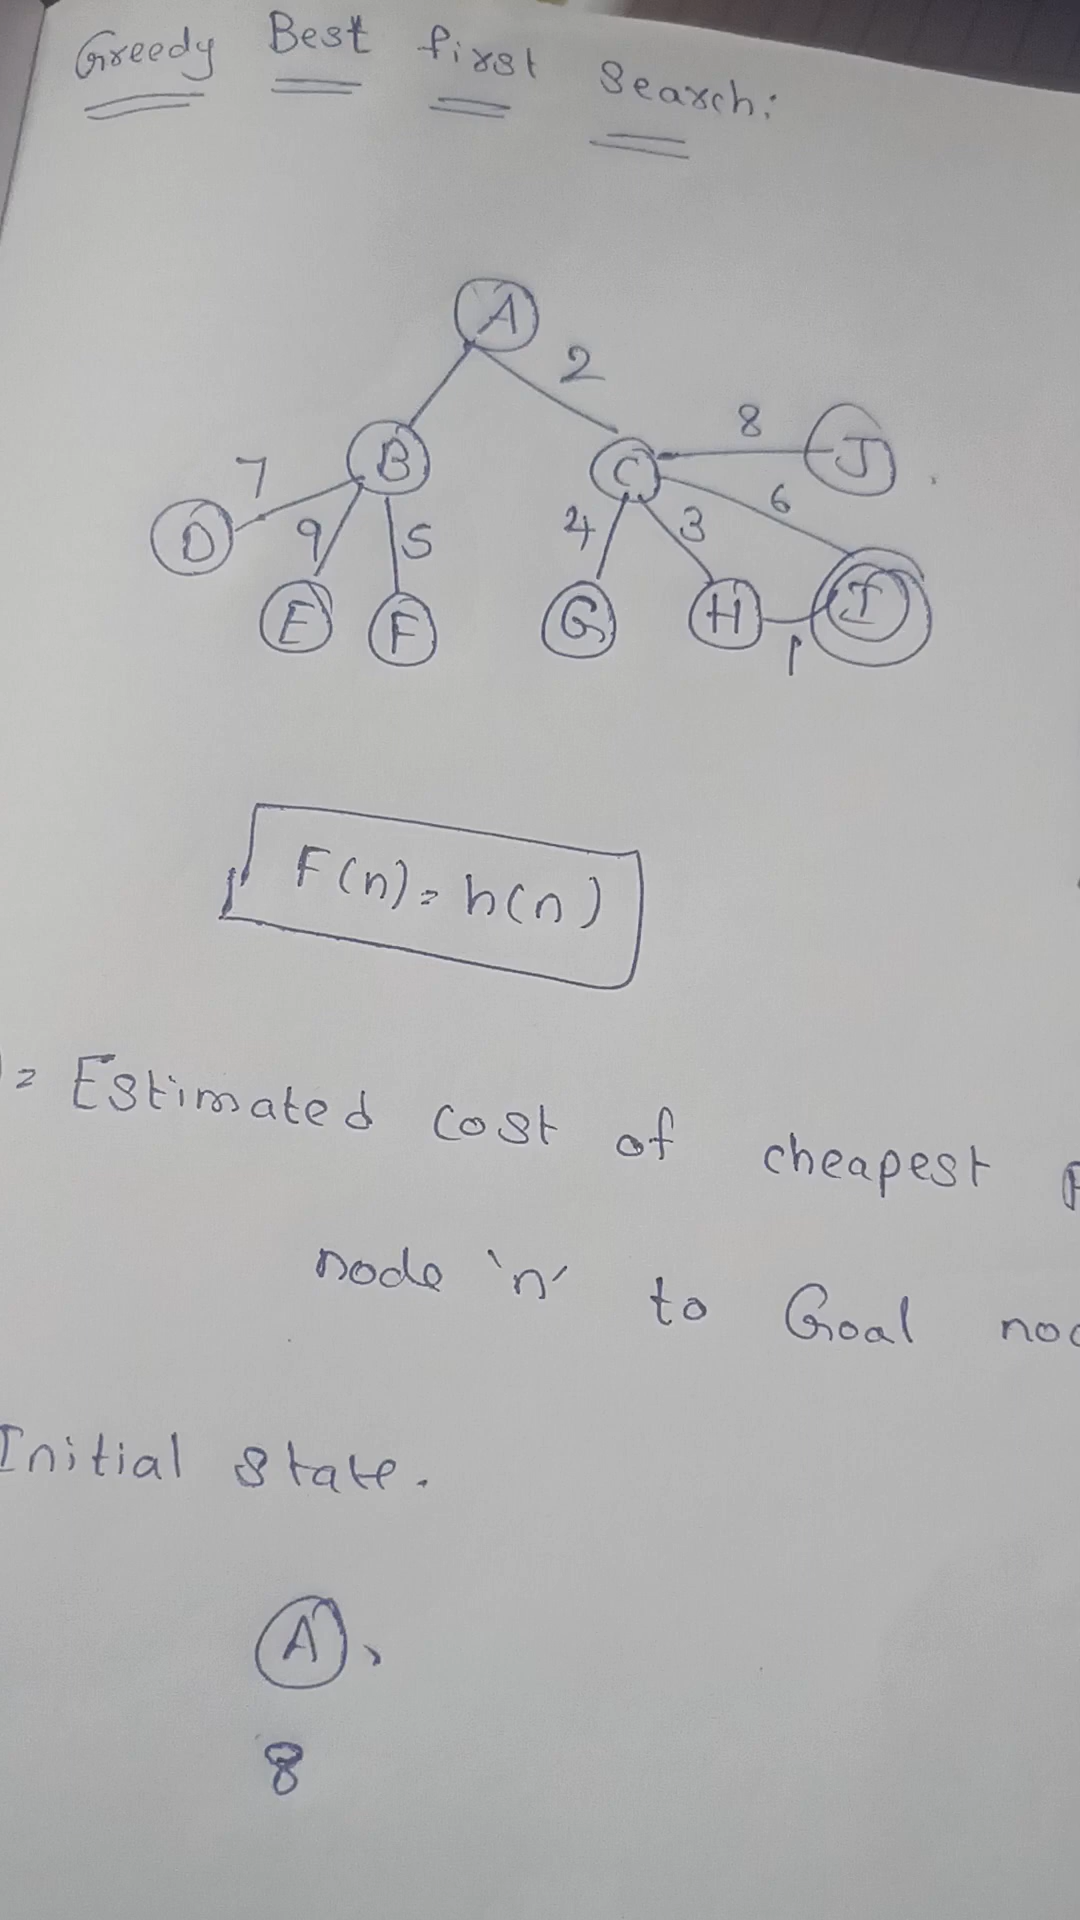 Greedy Best first Search:
A
2
8
J
B
C
7
6
D
9
5
4
3
E
F
G
H
I
1
F(n) = h(n)
= Estimated cost of cheapest
node 'n' to Goal
Initial state.
A,
8